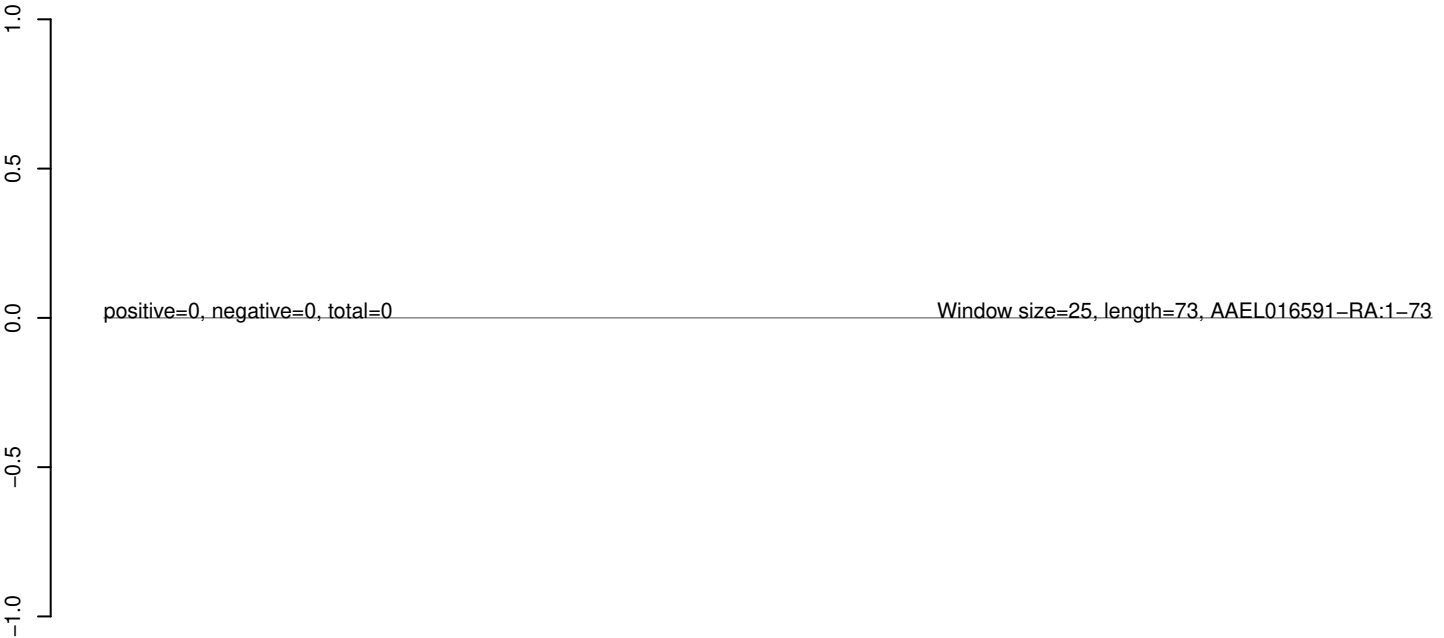 1.0
0.5
0.0
−0.5
−1.0
positive=0, negative=0, total=0
Window size=25, length=73, AAEL016591−RA:1−73